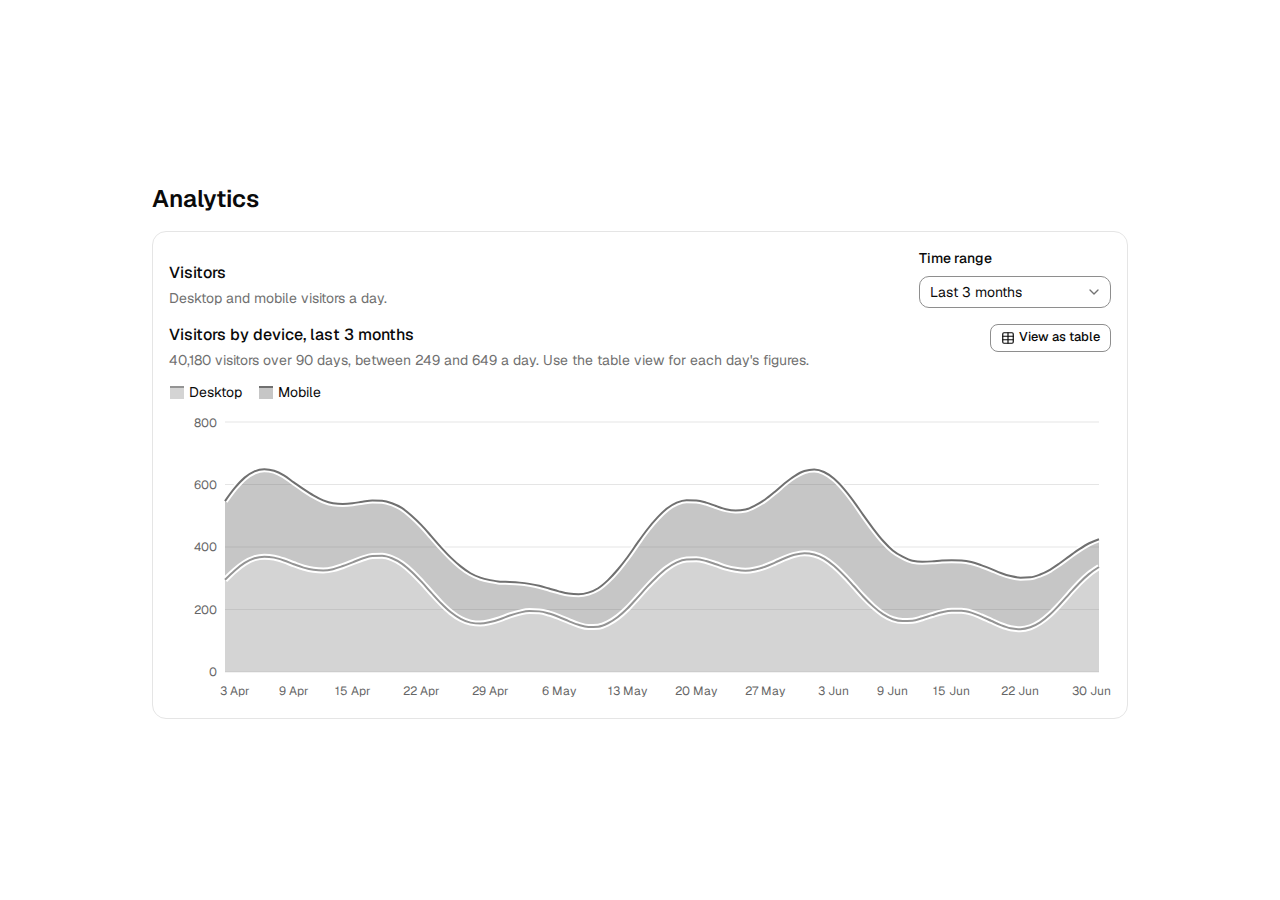 Analytics
Visitors
Desktop and mobile visitors a day.
Time range
Last 3 months
Visitors by device, last 3 months
40,180 visitors over 90 days, between 249 and 649 a day. Use the table view for each day's figures.
View as table
Desktop Mobile
800
600
400
200
0
3 Apr 9 Apr 15 Apr 22 Apr 29 Apr 6 May 13 May 20 May 27 May 3 Jun 9 Jun 15 Jun 22 Jun 30 Jun